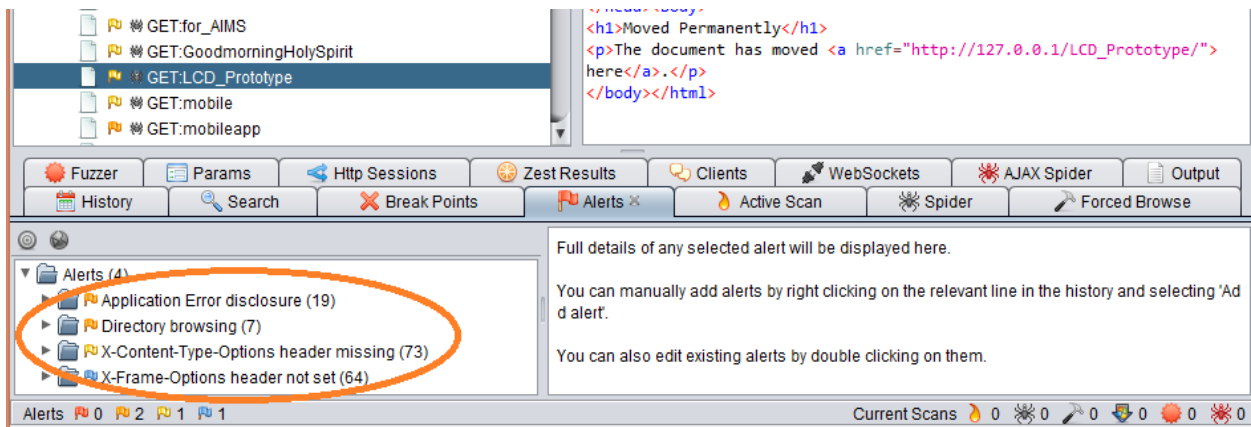 GET:for_AIMS
GET:GoodmorningHolySpirit
GET:LCD_Prototype
GET:mobile
GET:mobileapp
</head><body>
<h1>Moved Permanently</h1>
<p>The document has moved <a href="http://127.0.0.1/LCD_Prototype/">
here</a>.</p>
</body></html>
Fuzzer Params Http Sessions Zest Results Clients WebSockets AJAX Spider Output
History Search Break Points Alerts Active Scan Spider Forced Browse
Alerts (4)
Application Error disclosure (19)
Directory browsing (7)
X-Content-Type-Options header missing (73)
X-Frame-Options header not set (64)
Full details of any selected alert will be displayed here.
You can manually add alerts by right clicking on the relevant line in the history and selecting 'Ad
d alert'.
You can also edit existing alerts by double clicking on them.
Alerts 0 2 1 1 Current Scans 0 0 0 0 0 0